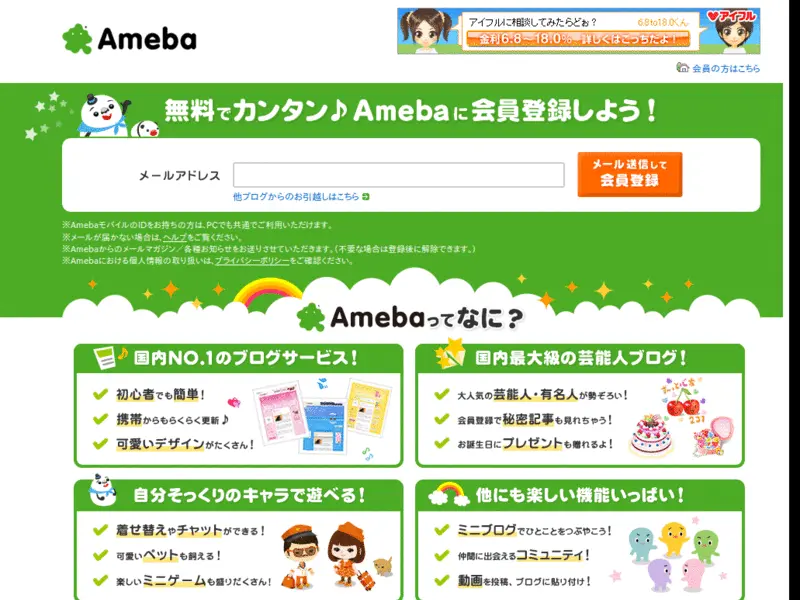 Ameba
アイフルに相談してみたらどぉ?
アイフル
金利6.8~18.0% 詳しくはこっちだよ!
会員の方はこちら
無料でカンタン♪Amebaに会員登録しよう!
メールアドレス
メール送信して
会員登録
他ブログからのお引越しはこちら
※AmebaモバイルのIDをお持ちの方は、PCでも共通でご利用いただけます。
※メールが届かない場合は、ヘルプをご覧ください。
※Amebaからのメールマガジン/各種お知らせをお送りさせていただきます。(不要な場合は登録後に解除できます。)
※Amebaにおける個人情報の取り扱いは、プライバシーポリシーをご確認ください。
Amebaってなに?
国内NO.1のブログサービス!
初心者でも簡単!
携帯かららくらく更新♪
可愛いデザインがたくさん!
国内最大級の芸能人ブログ!
大人気の芸能人・有名人が勢ぞろい!
会員登録で秘密記事も見れちゃう!
お誕生日にプレゼントも贈れるよ!
自分そっくりのキャラで遊べる!
着せ替えやチャットができる!
可愛いペットも飼える!
楽しいミニゲームも盛りだくさん!
他にも楽しい機能いっぱい!
ミニブログでひとことをつぶやこう!
仲間に出会えるコミュニティ!
動画を投稿、ブログに貼り付け!